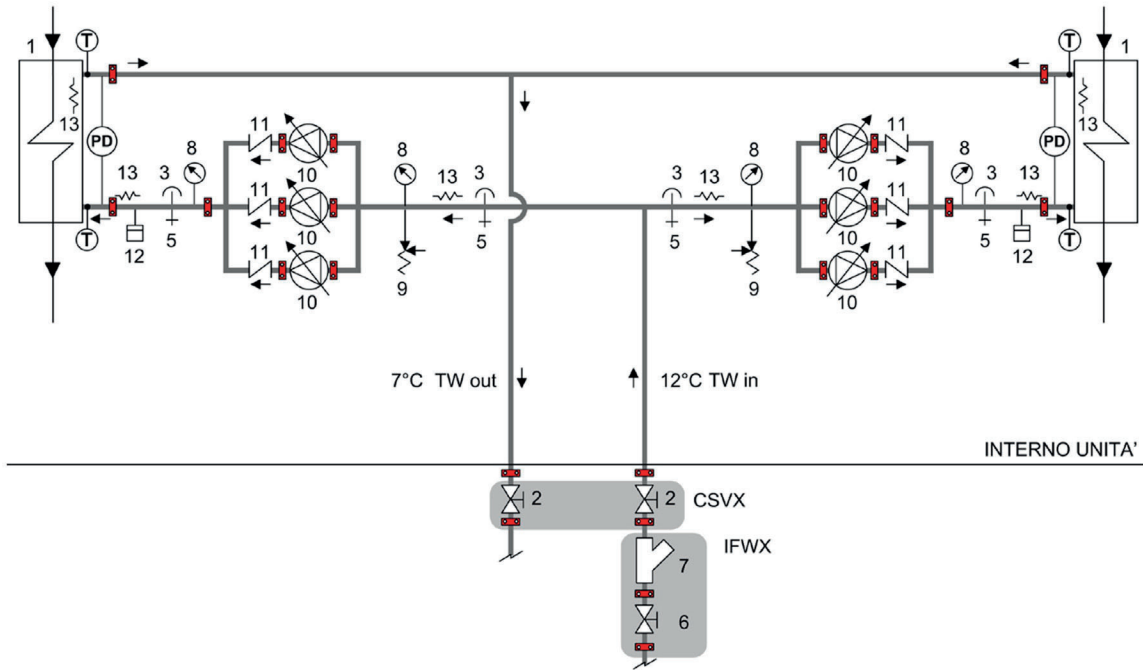 1 T T 1
13 PD 11 10 8 3 13 8 10 11 PD 13
13 3 8 11 10 3 13 11 8 3 13
T 12 5 11 10 9 5 5 9 10 11 5 12 T
10 10
7°C TW out 12°C TW in
INTERNO UNITA'
2 2 CSVX
IFWX
7
6